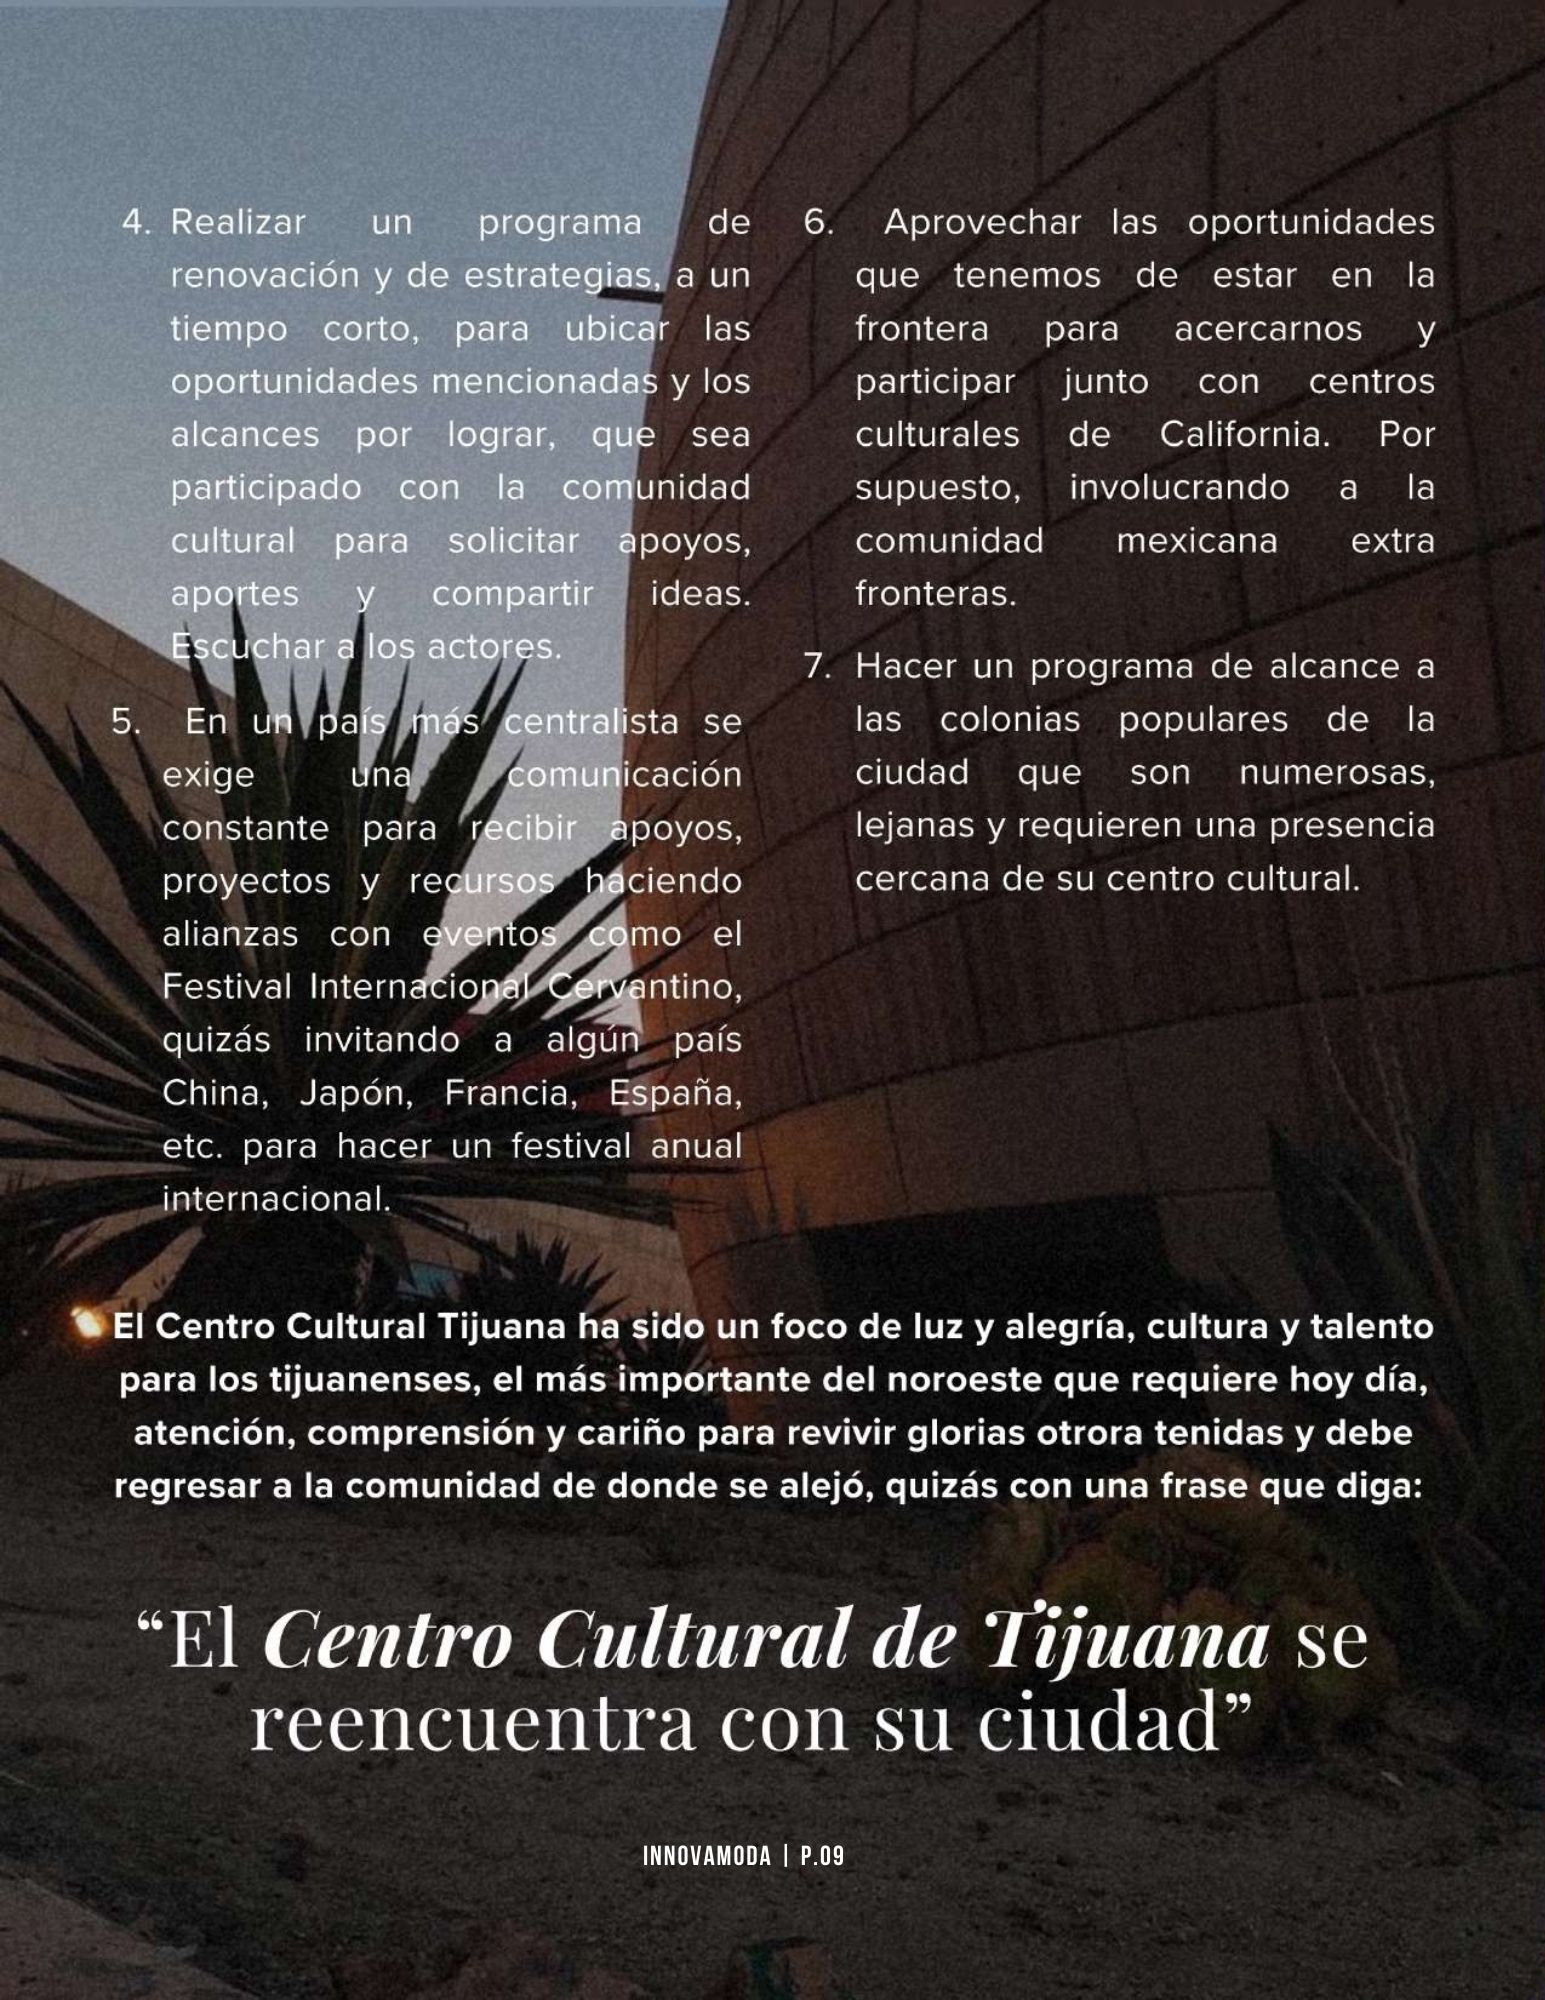 4. Realizar un programa de
renovación y de estrategias, a un
tiempo corto, para ubicar las
oportunidades mencionadas y los
alcances por lograr, que sea
participado con la comunidad
cultural para solicitar apoyos,
aportes y compartir ideas.
Escuchar a los actores.
5. En un país más centralista se
exige una comunicación
constante para recibir apoyos,
proyectos y recursos haciendo
alianzas con eventos como el
Festival Internacional Cervantino,
quizás invitando a algún país
China, Japón, Francia, España,
etc. para hacer un festival anual
internacional.
6. Aprovechar las oportunidades
que tenemos de estar en la
frontera para acercarnos y
participar junto con centros
culturales de California. Por
supuesto, involucrando a la
comunidad mexicana extra
fronteras.
7. Hacer un programa de alcance a
las colonias populares de la
ciudad que son numerosas,
lejanas y requieren una presencia
cercana de su centro cultural.
El Centro Cultural Tijuana ha sido un foco de luz y alegría, cultura y talento
para los tijuanenses, el más importante del noroeste que requiere hoy día,
atención, comprensión y cariño para revivir glorias otrora tenidas y debe
regresar a la comunidad de donde se alejó, quizás con una frase que diga:
“El Centro Cultural de Tijuana se
reencuentra con su ciudad”
INNOVAMODA | P.09